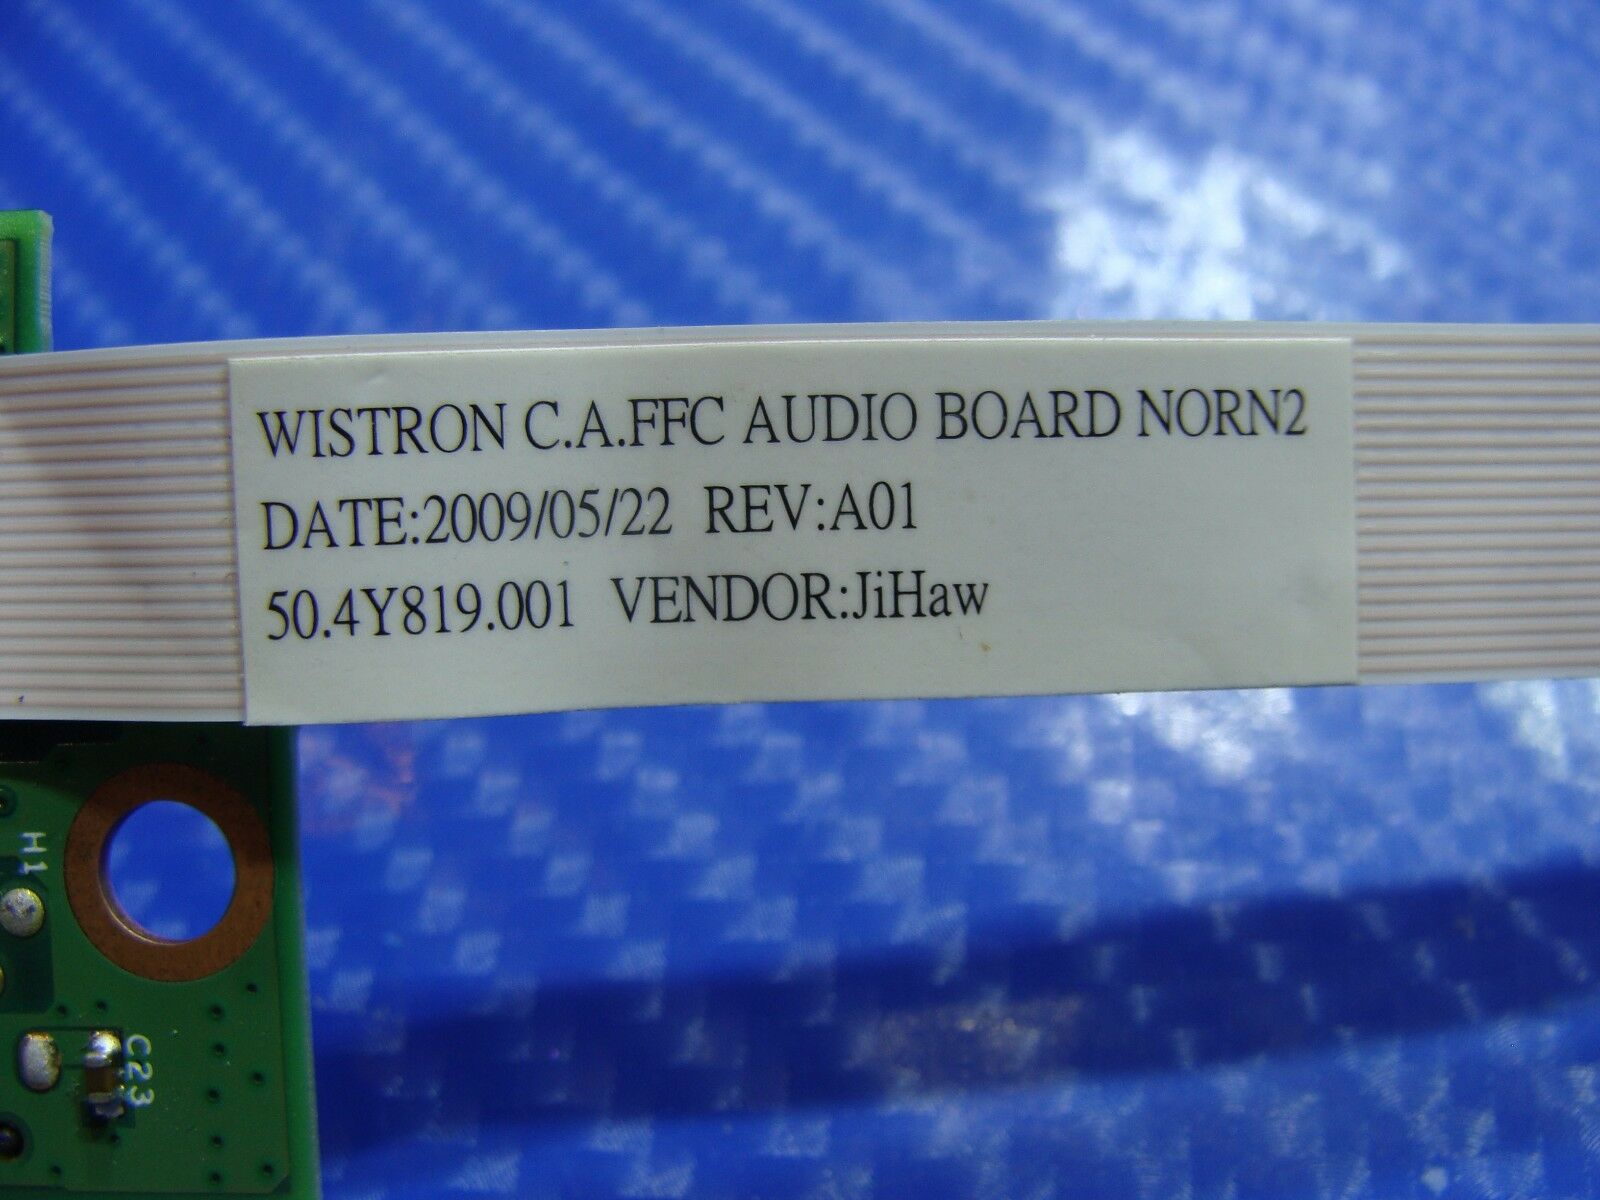 WISTRON C.A.FFC AUDIO BOARD NORN2
DATE:2009/05/22 REV:A01
50.4Y819.001 VENDOR:JiHaw
H1
C23